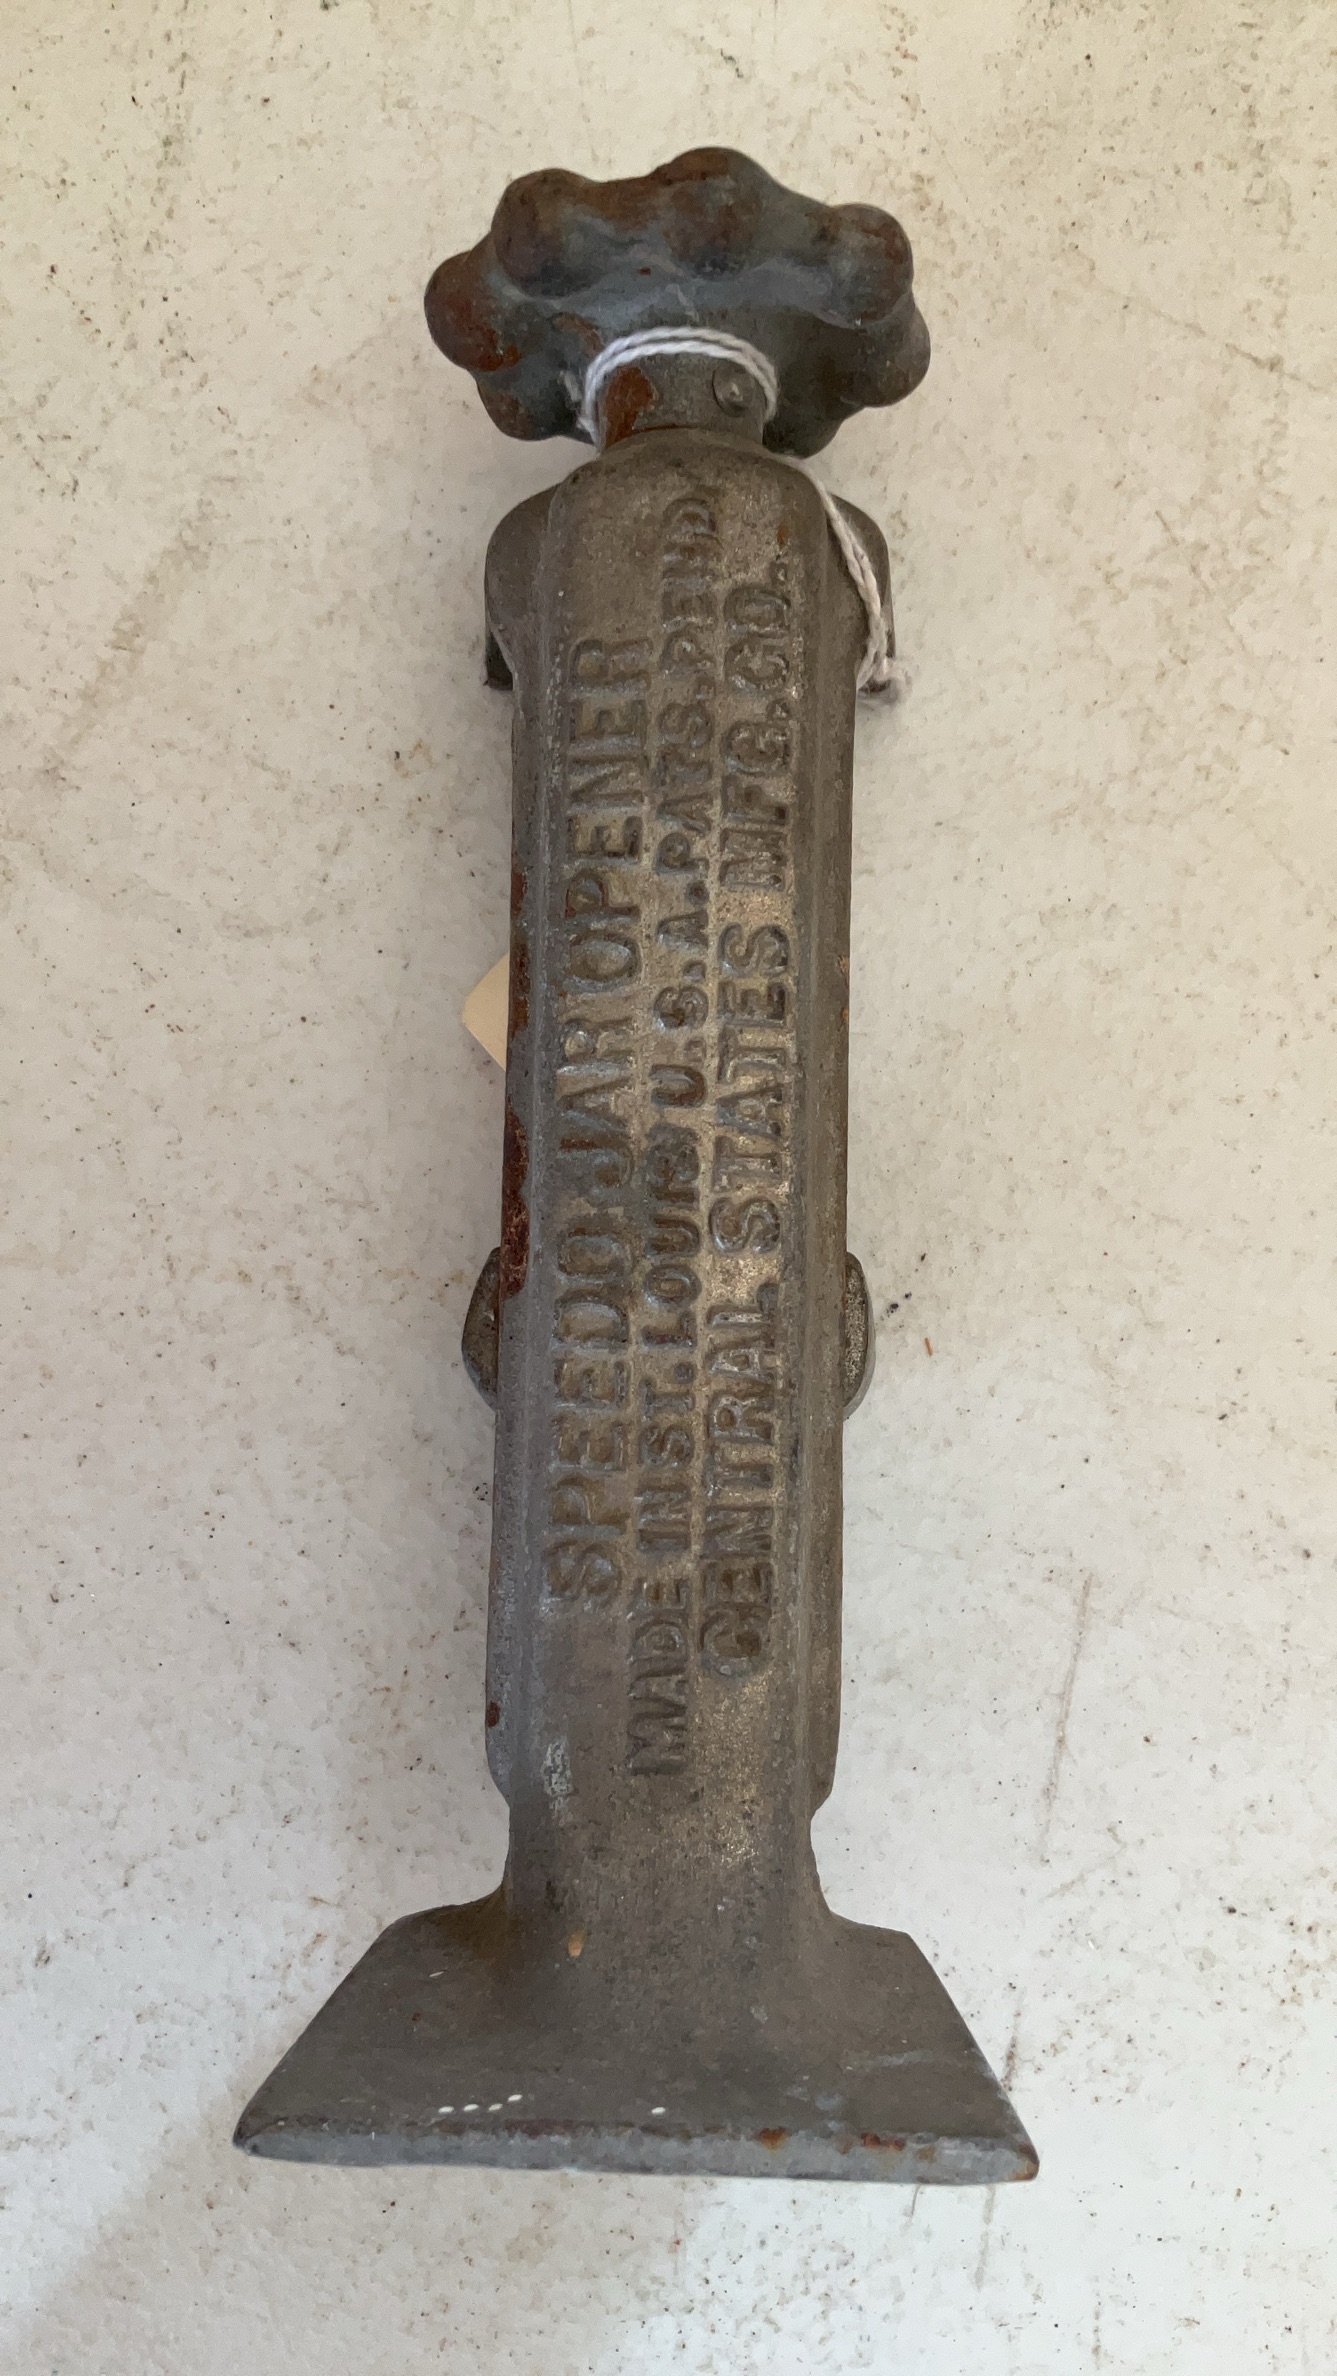 SPEEDO JAR OPENER
MADE IN ST. LOUIS U.S.A. PATS. PEND
CENTRAL STATES MFG. CO.